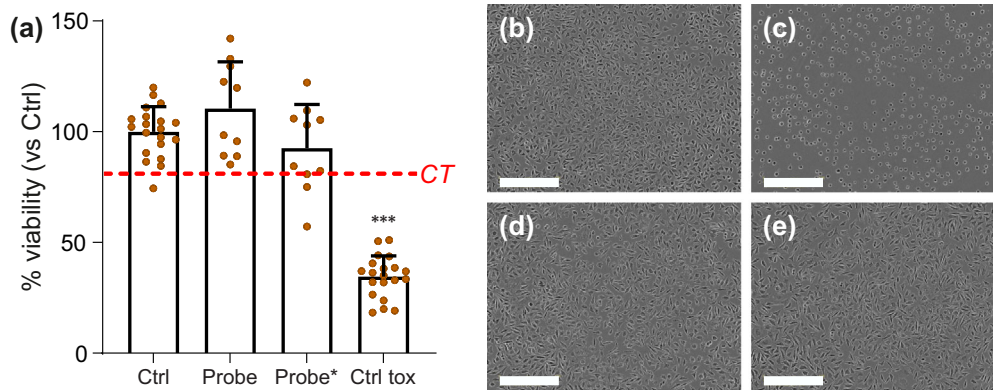 (a)
% viability (vs Ctrl)
150
100
50
0
CT
***
Ctrl
Probe
Probe*
Ctrl tox
(b)
(c)
(d)
(e)